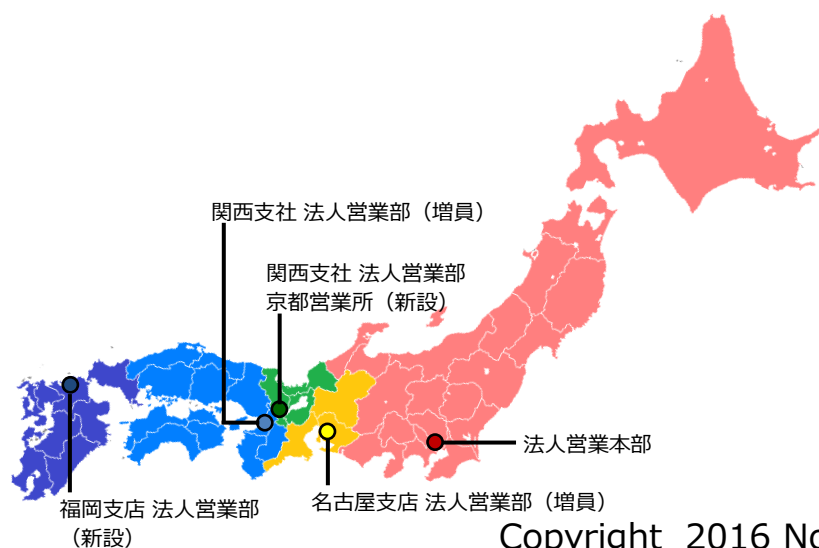 関西支社 法人営業部（増員）
関西支社 法人営業部
京都営業所（新設）
法人営業本部
名古屋支店 法人営業部（増員）
福岡支店 法人営業部
（新設）
Copyright 2016 No